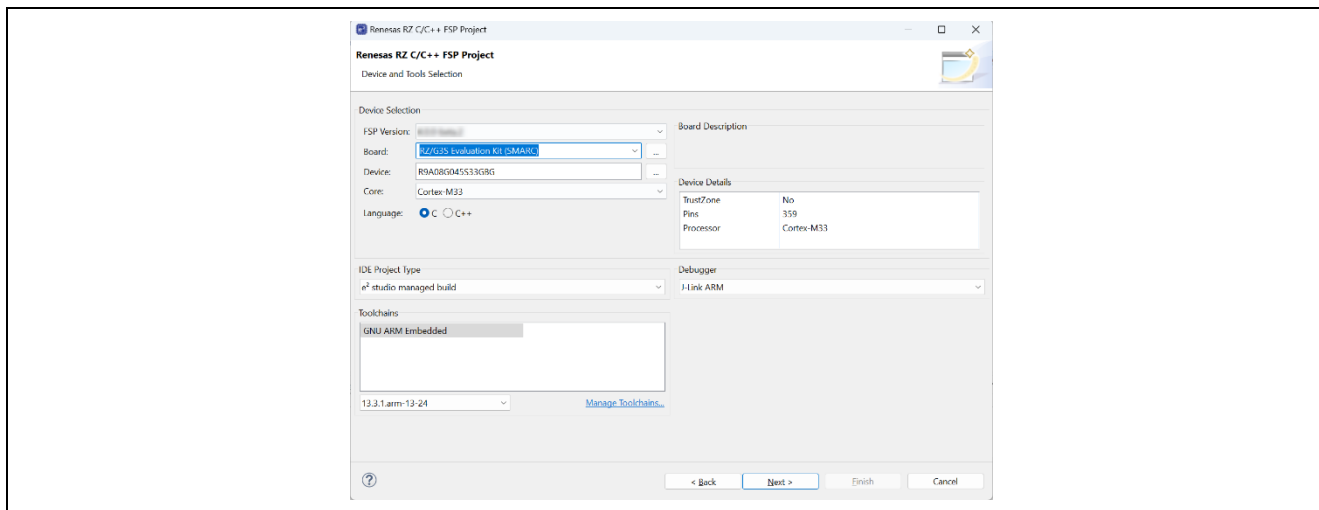 Renesas RZ C/C++ FSP Project
Renesas RZ C/C++ FSP Project
Device and Tools Selection
Device Selection
FSP Version:
Board: RZ/G3S Evaluation Kit (SMARC) ...
Device: R9A08G045S33GBG ...
Core: Cortex-M33
Language: C C++
Board Description
Device Details
TrustZone No
Pins 359
Processor Cortex-M33
IDE Project Type
e² studio managed build
Debugger
J-Link ARM
Toolchains
GNU ARM Embedded
13.3.1.arm-13-24
Manage Toolchains...
? < Back Next > Finish Cancel